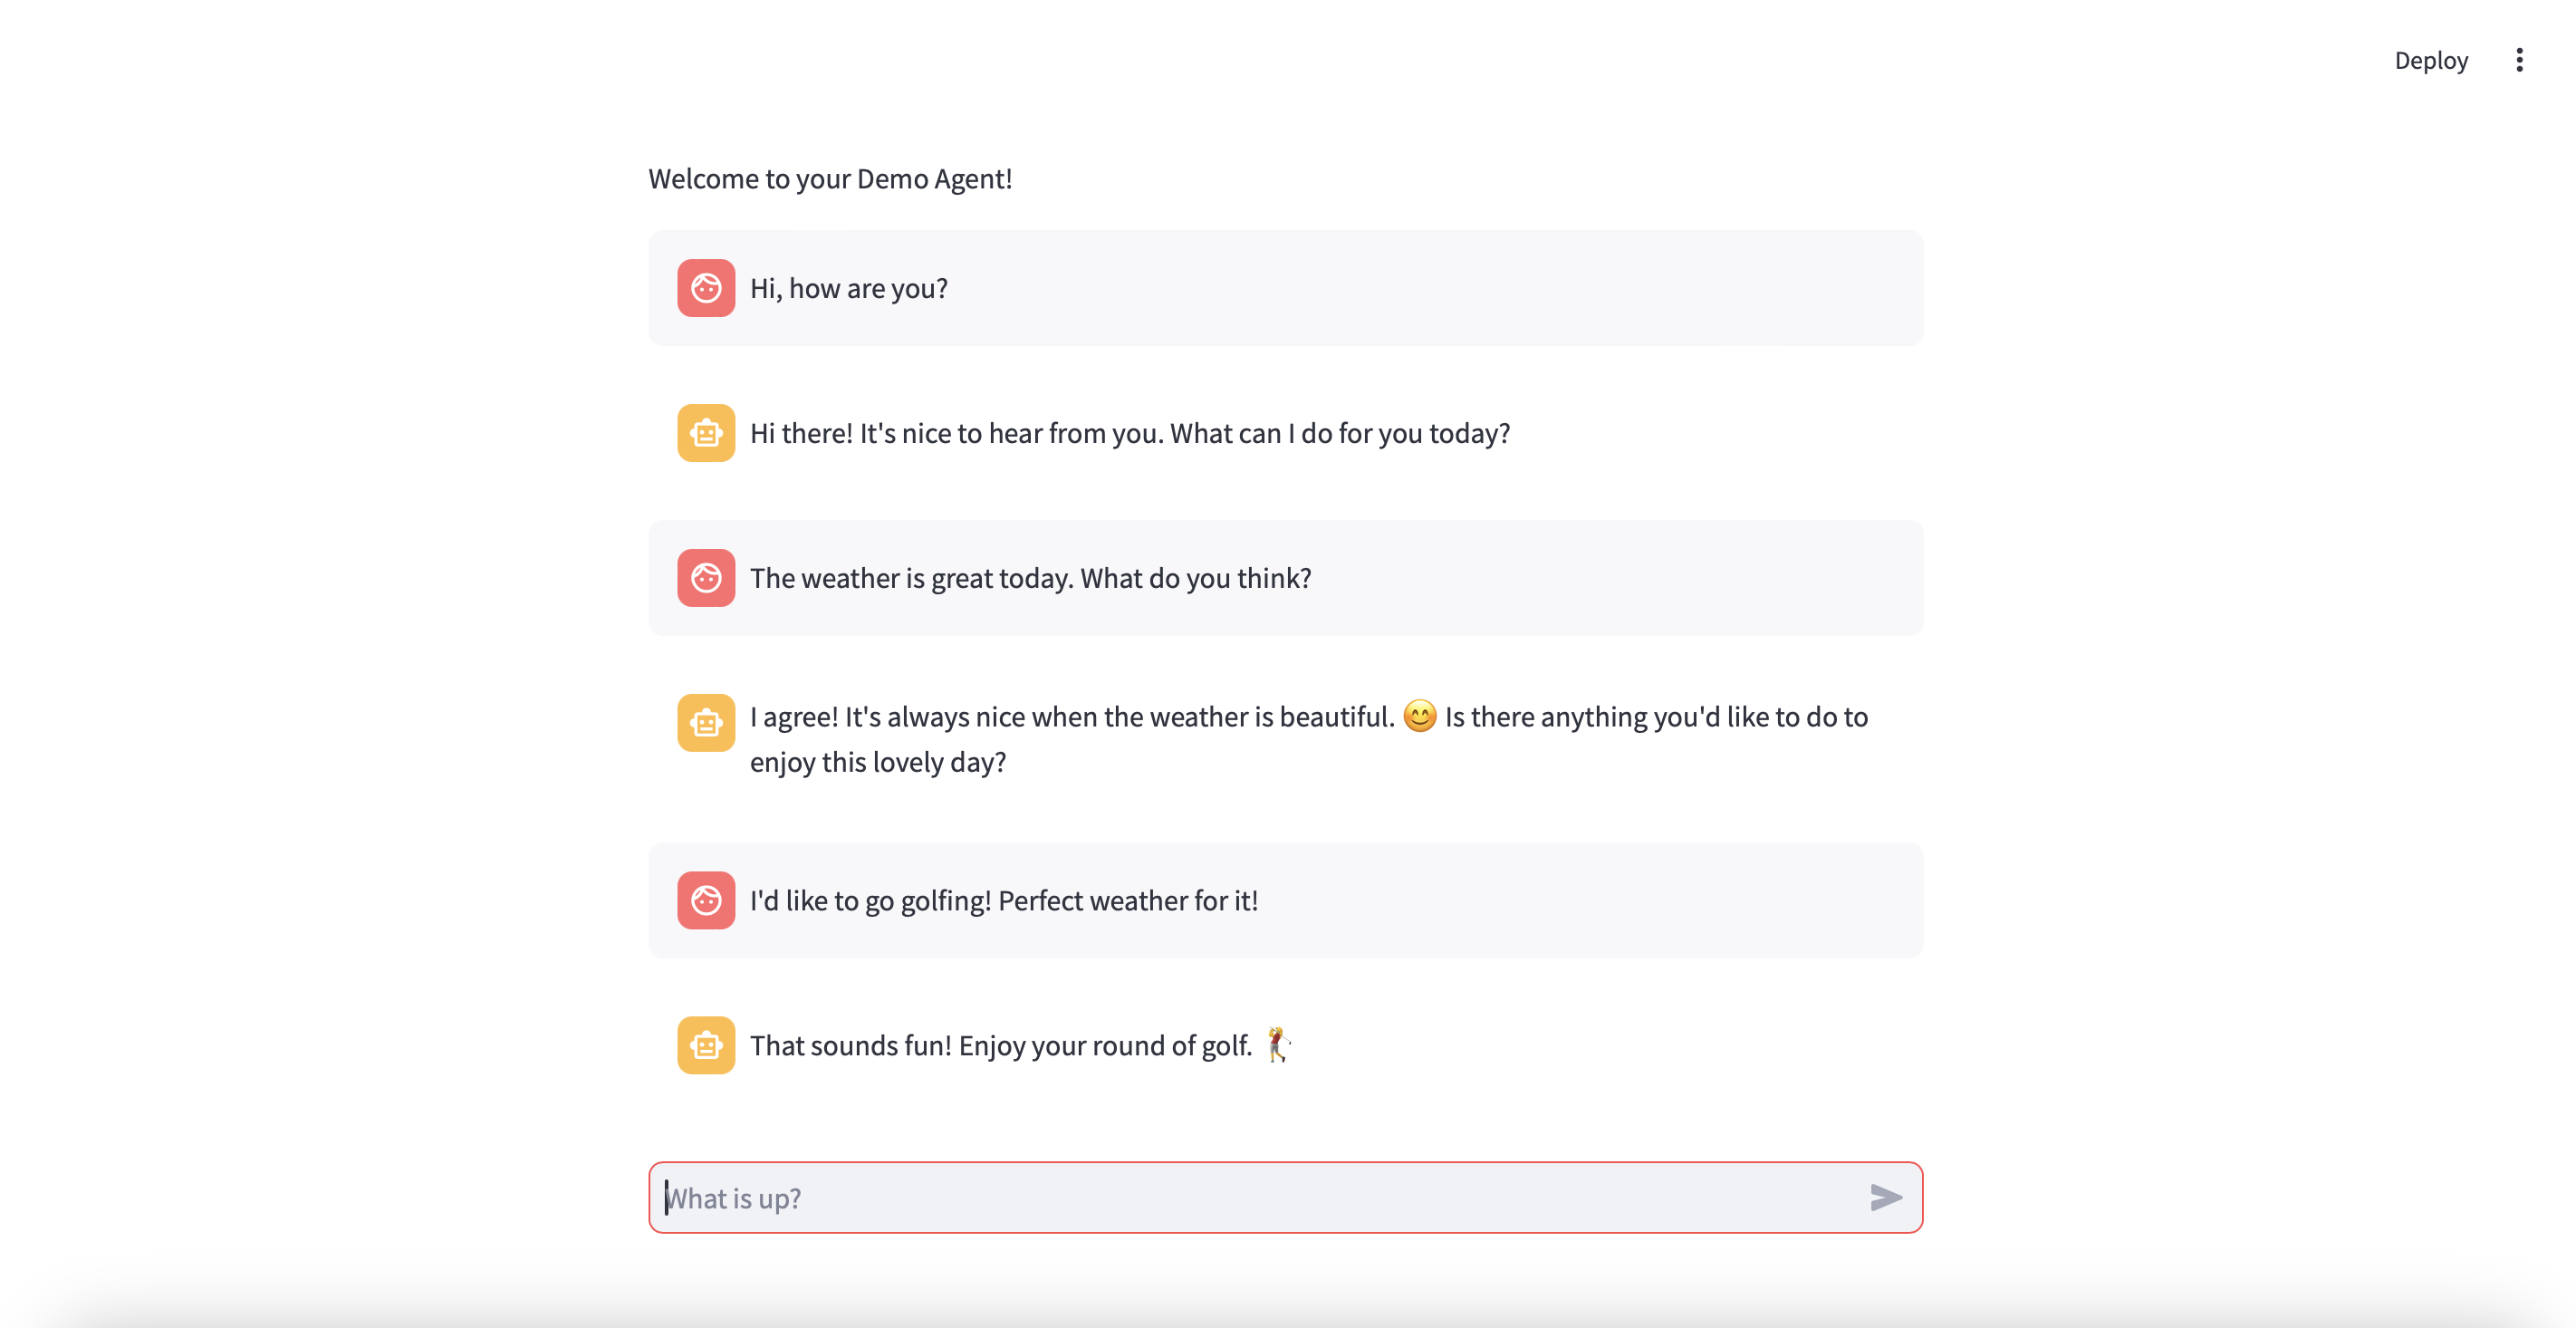 Deploy
Welcome to your Demo Agent!
Hi, how are you?
Hi there! It's nice to hear from you. What can I do for you today?
The weather is great today. What do you think?
I agree! It's always nice when the weather is beautiful. 😊 Is there anything you'd like to do to
enjoy this lovely day?
I'd like to go golfing! Perfect weather for it!
That sounds fun! Enjoy your round of golf. 🏌️
What is up?